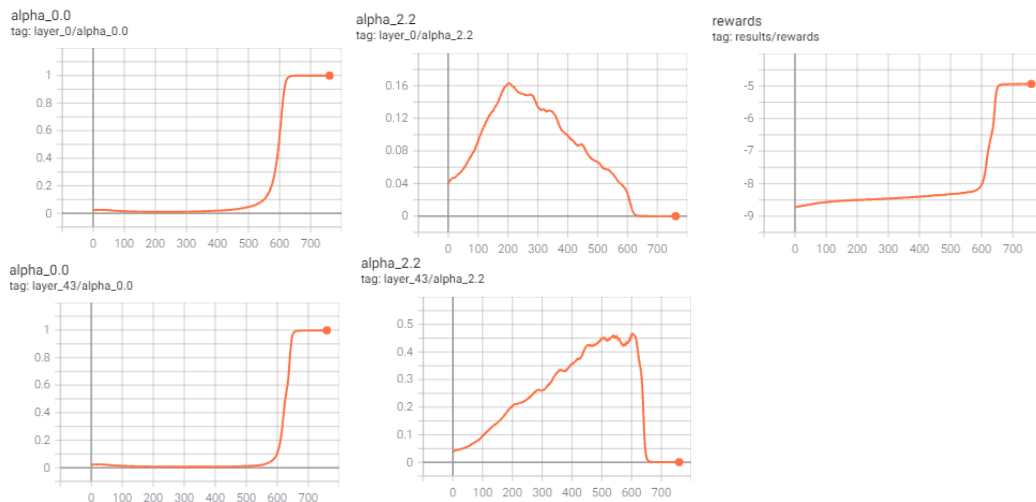 alpha_0.0
tag: layer_0/alpha_0.0
1
0.8
0.6
0.4
0.2
0
0 100 200 300 400 500 600 700
alpha_2.2
tag: layer_0/alpha_2.2
0.16
0.12
0.08
0.04
0
0 100 200 300 400 500 600 700
rewards
tag: results/rewards
-5
-6
-7
-8
-9
0 100 200 300 400 500 600 700
alpha_0.0
tag: layer_43/alpha_0.0
1
0.8
0.6
0.4
0.2
0
0 100 200 300 400 500 600 700
alpha_2.2
tag: layer_43/alpha_2.2
0.5
0.4
0.3
0.2
0.1
0
0 100 200 300 400 500 600 700